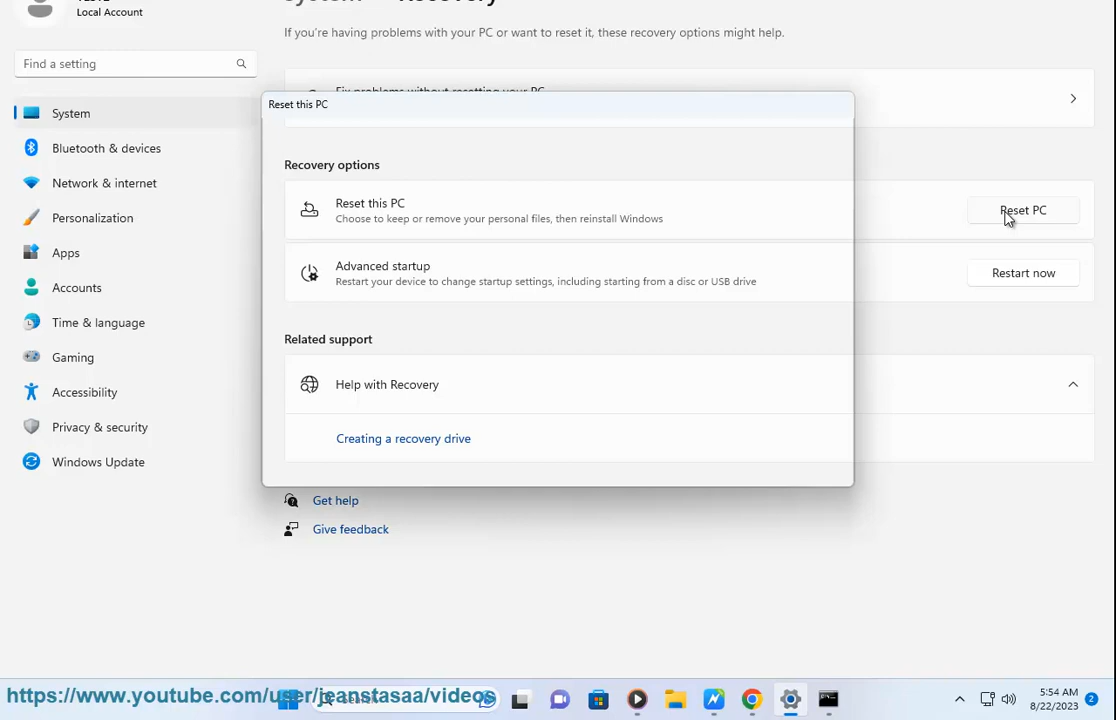 Local Account
If you're having problems with your PC or want to reset it, these recovery options might help.
Find a setting
Reset this PC
System
Bluetooth & devices
Network & internet
Personalization
Apps
Accounts
Time & language
Gaming
Accessibility
Privacy & security
Windows Update
Recovery options
Reset this PC
Choose to keep or remove your personal files, then reinstall Windows
Reset PC
Advanced startup
Restart your device to change startup settings, including starting from a disc or USB drive
Restart now
Related support
Help with Recovery
Creating a recovery drive
Get help
Give feedback
https://www.youtube.com/user/jeanstasaa/videos
5:54 AM
8/22/2023
2